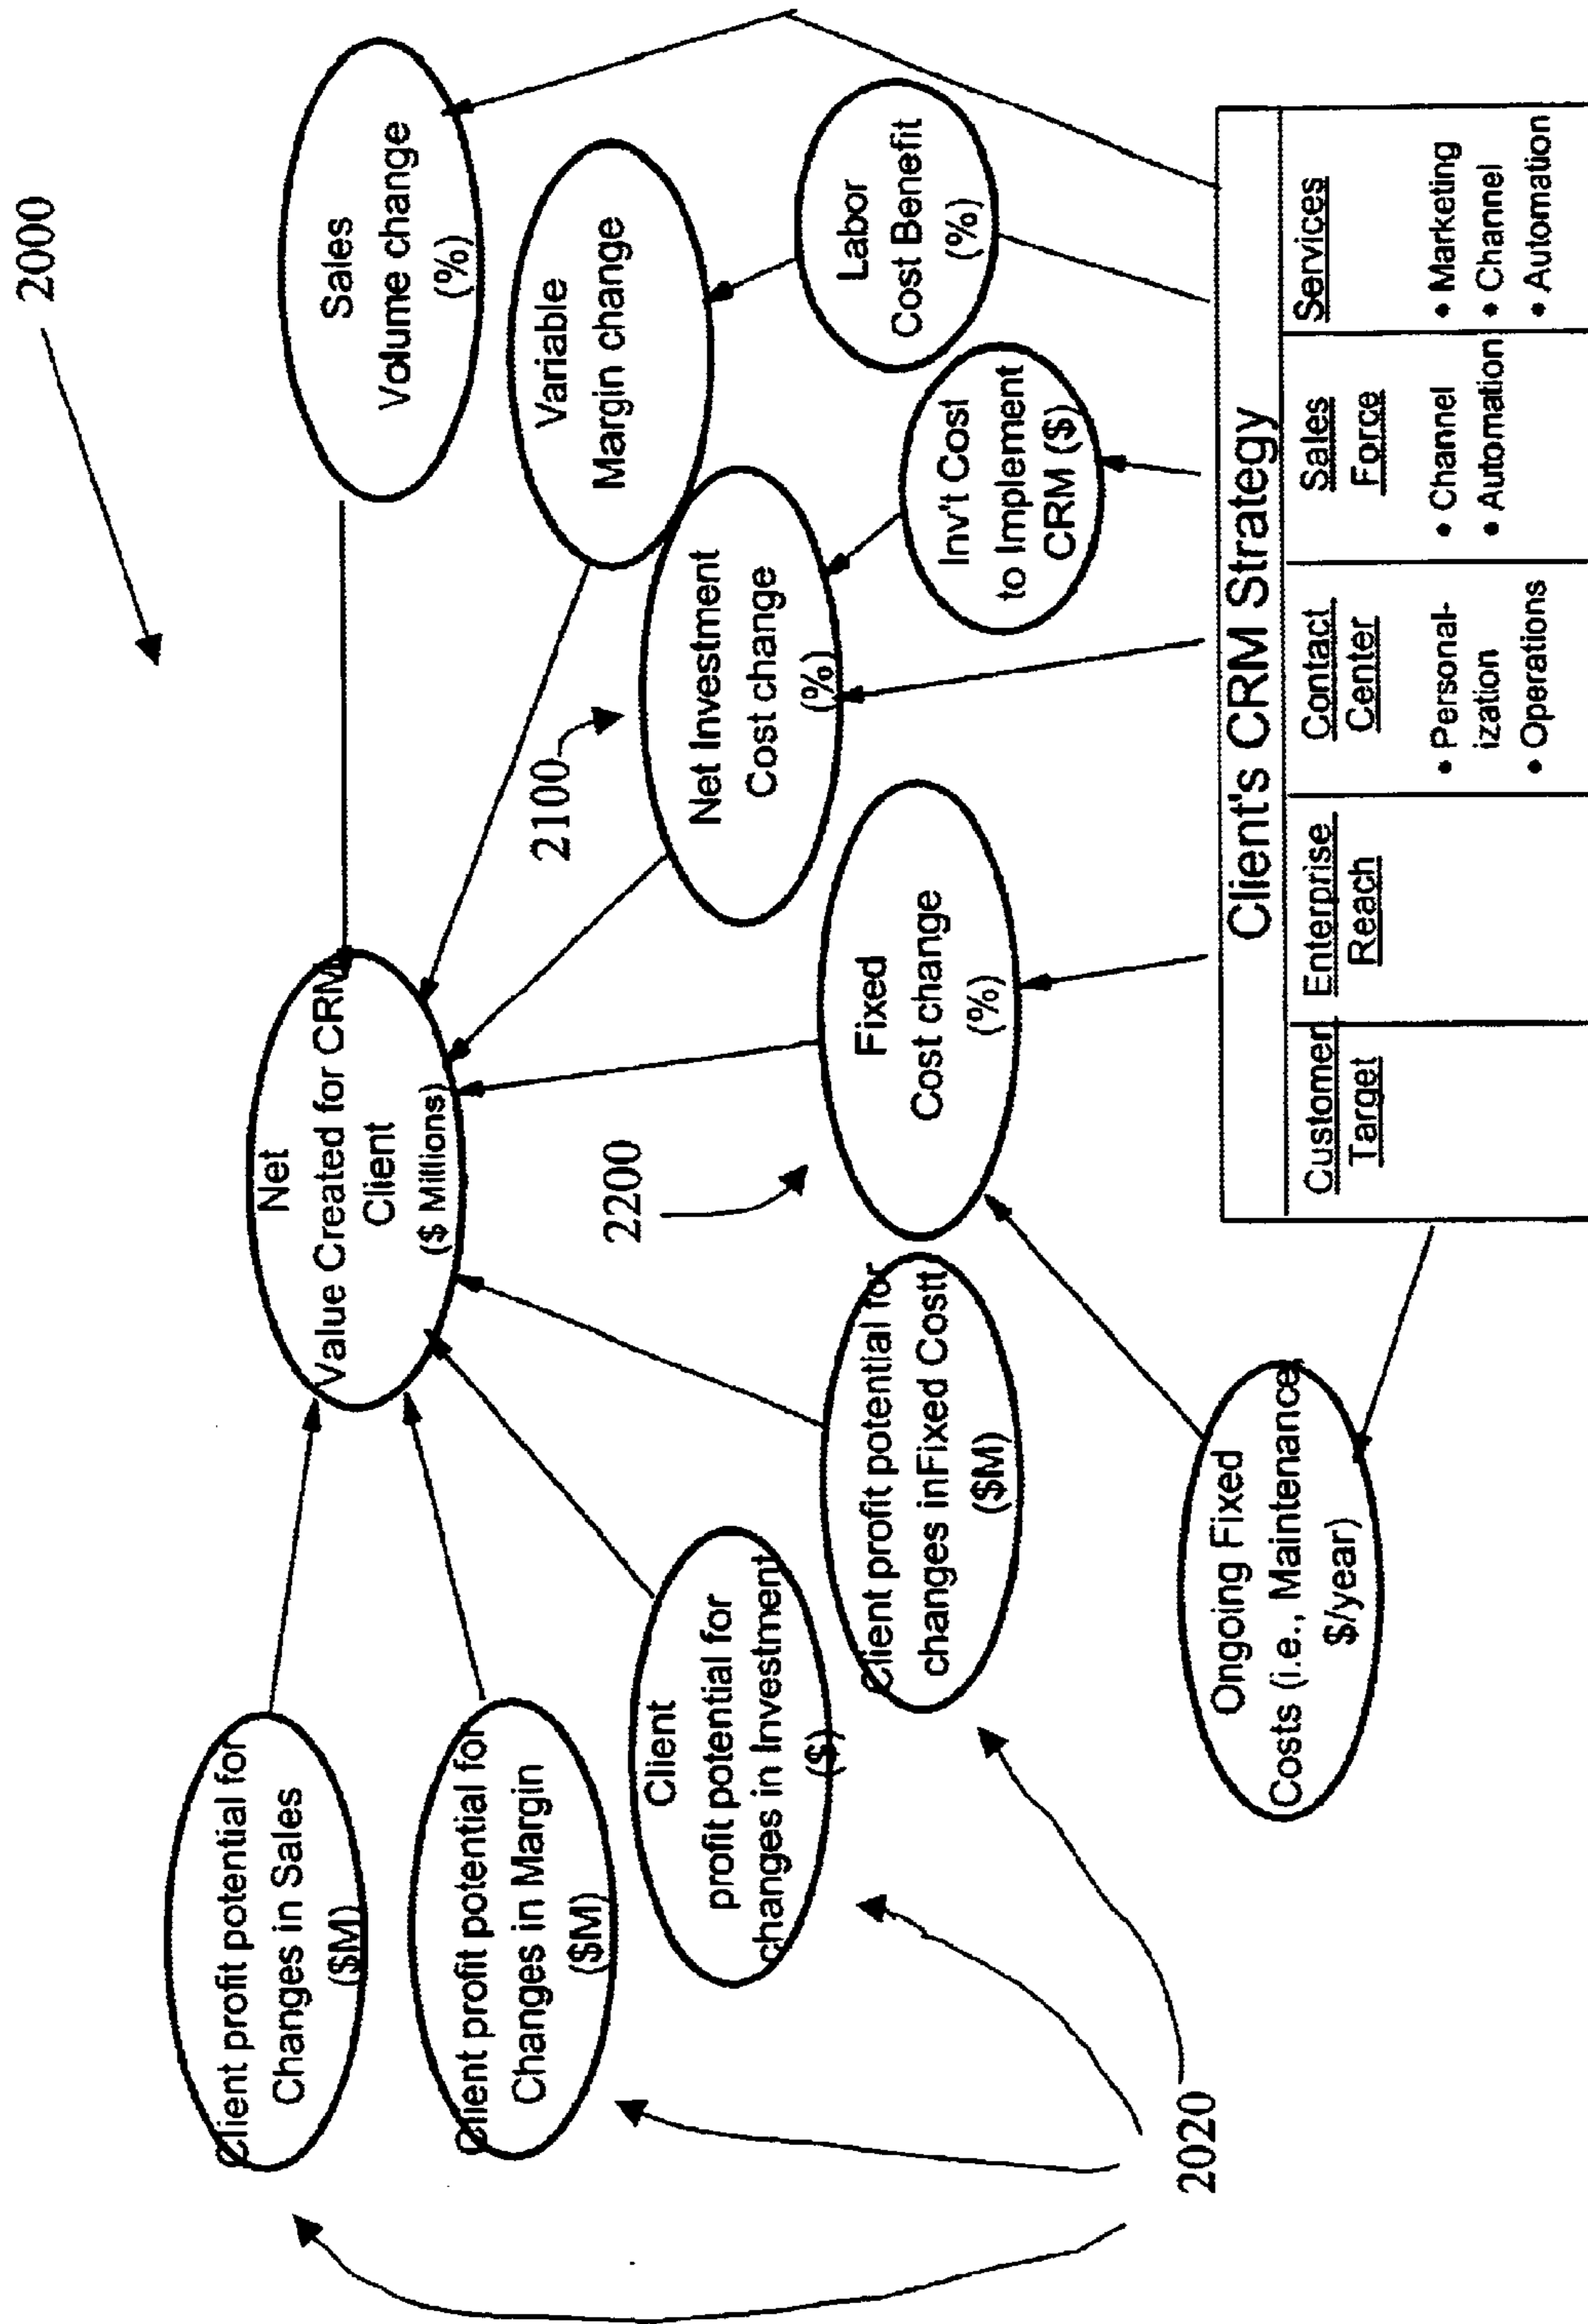 2000
Client profit potential for
Changes in Sales
($M)
Net
Value Created for CRM
Client
($ Millions)
Sales
Volume change
(%)
Client profit potential for
Changes in Margin
($M)
Variable
Margin change
Client
profit potential for
changes in Investment
($)
2100
Net Investment
Cost change
(%)
2200
Client profit potential for
changes inFixed Costt
($M)
Fixed
Cost change
(%)
Inv't Cost
to Implement
CRM ($)
Labor
Cost Benefit
(%)
2020
Ongoing Fixed
Costs (i.e., Maintenance
$/year)
Client's CRM Strategy
Customer
Target
Enterprise
Reach
Contact
Center
• Personal-
ization
• Operations
Sales
Force
• Channel
• Automation
Services
• Marketing
• Channel
• Automation